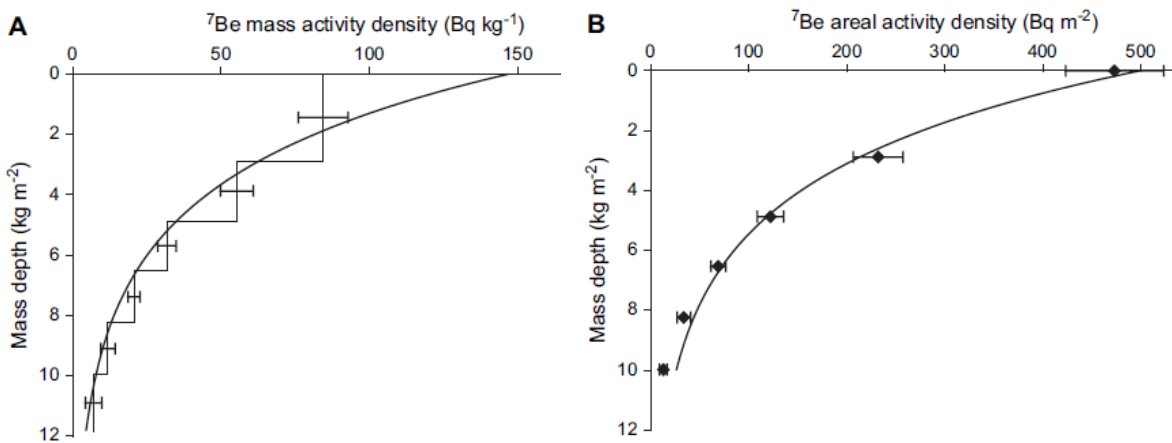 A
⁷Be mass activity density (Bq kg⁻¹)
0 50 100 150
0
2
4
6
8
10
12
Mass depth (kg m⁻²)
B
⁷Be areal activity density (Bq m⁻²)
0 100 200 300 400 500
0
2
4
6
8
10
12
Mass depth (kg m⁻²)